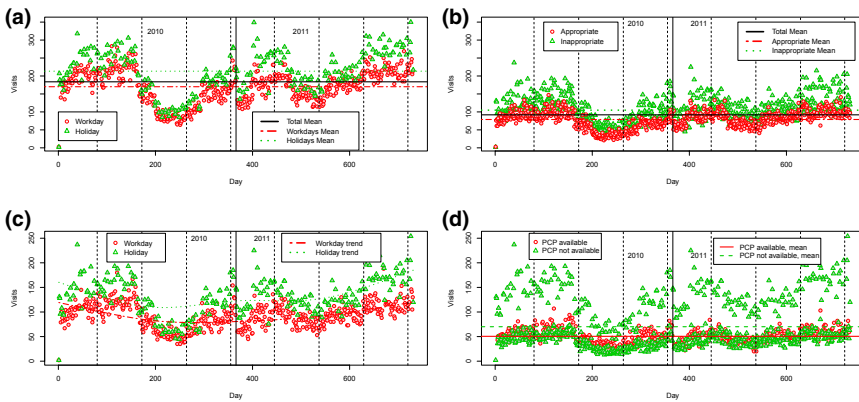 (a)
2010
2011
Visits
0
50
100
150
200
250
300
350
Workday
Holiday
Total Mean
Workdays Mean
Holidays Mean
0
200
400
600
Day
(b)
Appropriate
Inappropriate
Total Mean
Appropriate Mean
Inappropriate Mean
2010
2011
Visits
0
50
100
200
300
0
200
400
600
Day
(c)
Workday
Holiday
2010
2011
Workday trend
Holiday trend
Visits
0
50
100
150
200
250
0
200
400
600
Day
(d)
PCP available
PCP not available
2010
2011
PCP available, mean
PCP not available, mean
Visits
0
50
100
150
200
250
0
200
400
600
Day